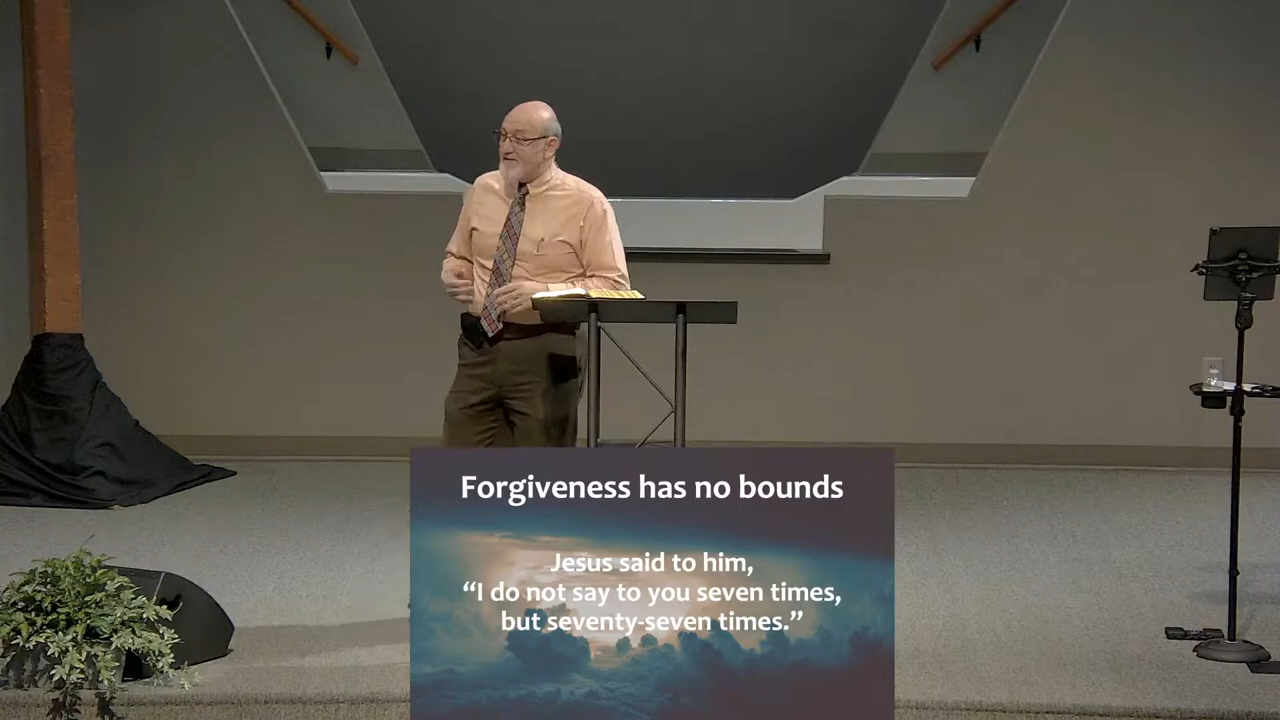 Forgiveness has no bounds
Jesus said to him,
“I do not say to you seven times,
but seventy-seven times.”